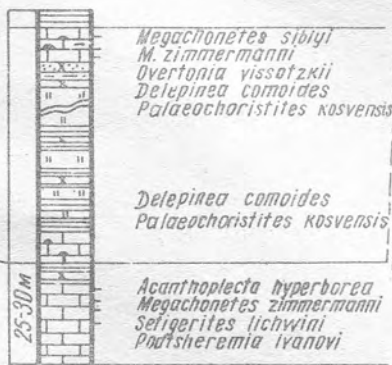 Megachonetes sibiyi
M. zimmermanni
Overtonia vissotzkii
Delepinea comoides
Palaeochoristites kosvensis
Delepinea comoides
Palaeochoristites kosvensis
25-30м
Acanthoplecta hyperborea
Megachonetes zimmermanni
Setigerites lichwini
Podtsheremia ivanovi